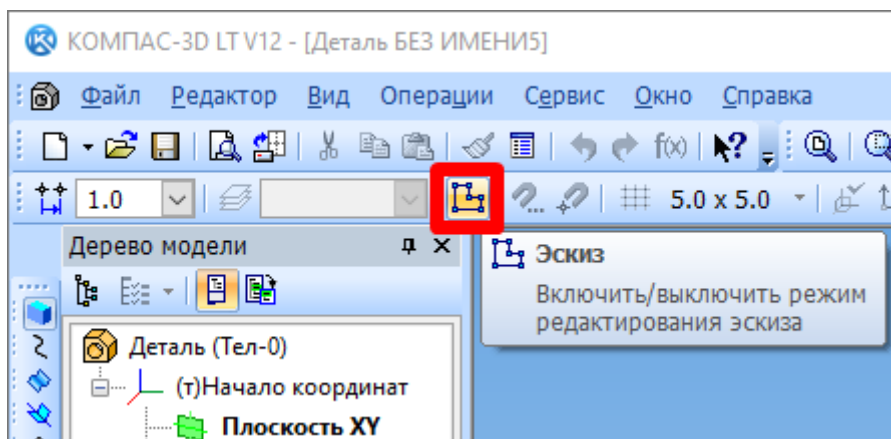 КОМПАС-3D LT V12 - [Деталь БЕЗ ИМЕНИ5]
Файл Редактор Вид Операции Сервис Окно Справка
f(x) ?
1.0 5.0 x 5.0
Дерево модели
Эскиз
Включить/выключить режим
редактирования эскиза
Деталь (Тел-0)
(т)Начало координат
Плоскость XY